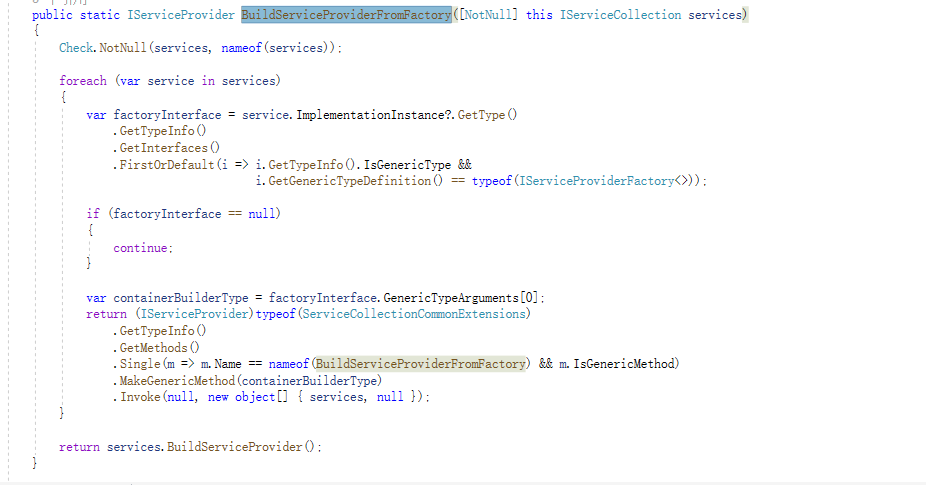 public static IServiceProvider BuildServiceProviderFromFactory([NotNull] this IServiceCollection services)
{
Check.NotNull(services, nameof(services));
foreach (var service in services)
{
var factoryInterface = service.ImplementationInstance?.GetType()
.GetTypeInfo()
.GetInterfaces()
.FirstOrDefault(i => i.GetTypeInfo().IsGenericType &&
i.GetGenericTypeDefinition() == typeof(IServiceProviderFactory<>));
if (factoryInterface == null)
{
continue;
}
var containerBuilderType = factoryInterface.GenericTypeArguments[0];
return (IServiceProvider)typeof(ServiceCollectionCommonExtensions)
.GetTypeInfo()
.GetMethods()
.Single(m => m.Name == nameof(BuildServiceProviderFromFactory) && m.IsGenericMethod)
.MakeGenericMethod(containerBuilderType)
.Invoke(null, new object[] { services, null });
}
return services.BuildServiceProvider();
}